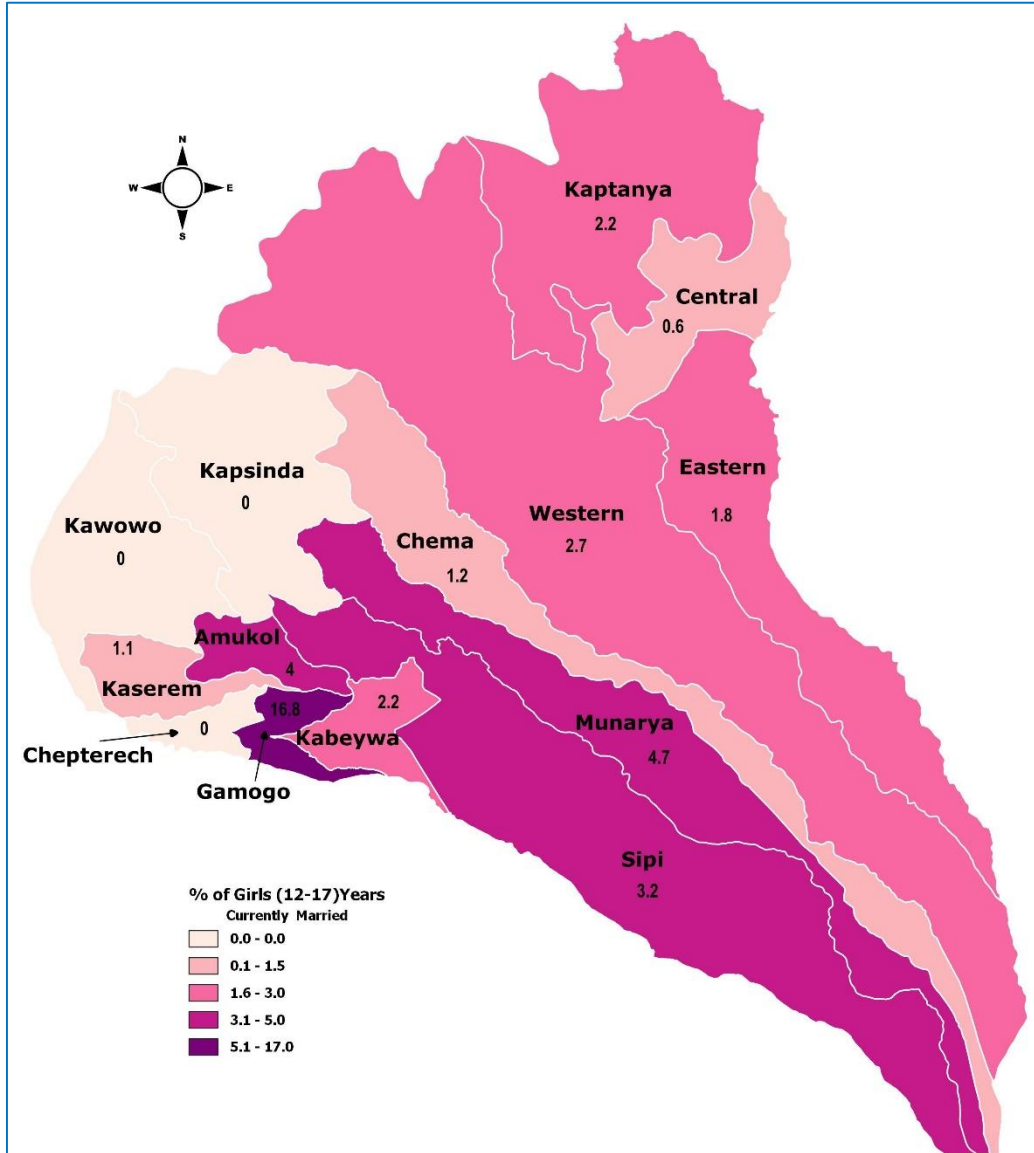 N
W E
S
Kaptanya
2.2
Central
0.6
Kapsinda
0
Eastern
1.8
Kawowo
0
Western
2.7
Chema
1.2
Amukol
4
1.1
Kaserem
16.8
2.2
0
Kabeywa
Munarya
4.7
Chepterech
Gamogo
Sipi
3.2
% of Girls (12-17)Years
Currently Married
0.0 - 0.0
0.1 - 1.5
1.6 - 3.0
3.1 - 5.0
5.1 - 17.0